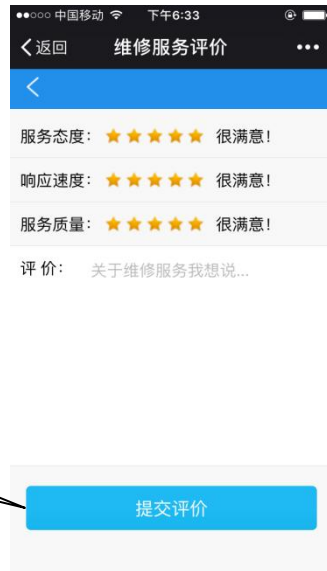 中国移动 下午6:33
返回 维修服务评价
服务态度: 很满意!
响应速度: 很满意!
服务质量: 很满意!
评 价: 关于维修服务我想说...
提交评价